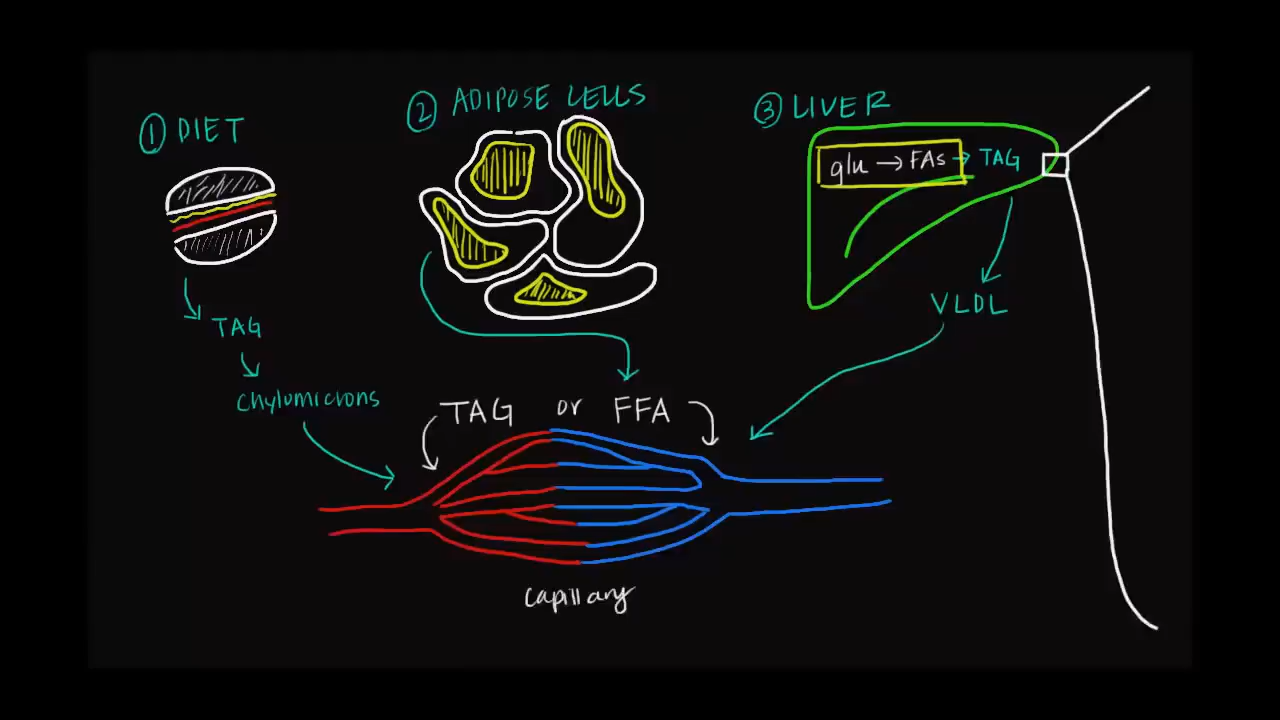 ① DIET
TAG
Chylomicrons
② ADIPOSE CELLS
③ LIVER
glu → FAs → TAG
VLDL
TAG or FFA
capillary